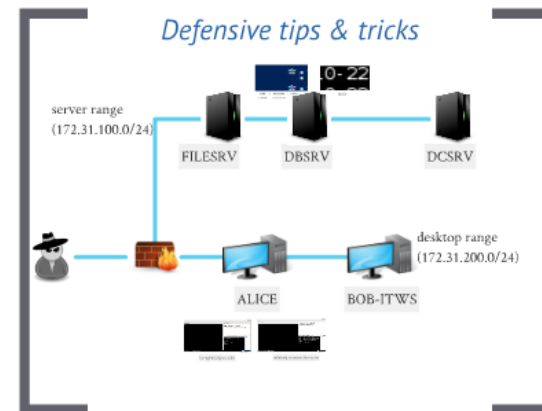 Defensive tips & tricks
server range
(172.31.100.0/24)
FILESRV
DBSRV
DCSRV
desktop range
(172.31.200.0/24)
ALICE
BOB-ITWS